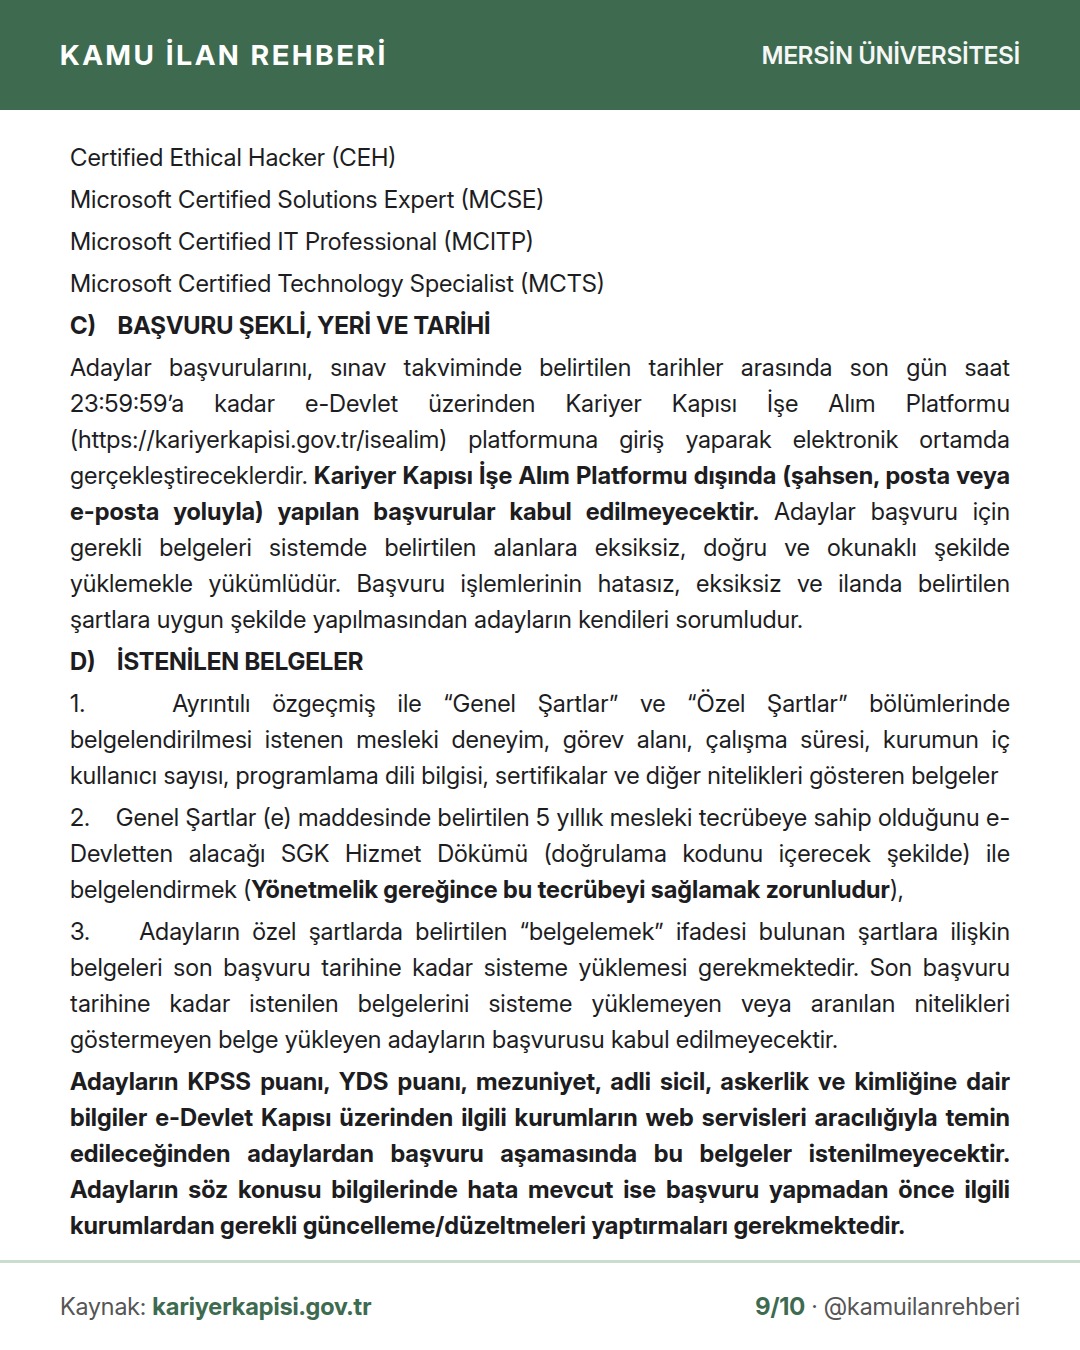 KAMU İLAN REHBERİ
MERSİN ÜNİVERSİTESİ
Certified Ethical Hacker (CEH)
Microsoft Certified Solutions Expert (MCSE)
Microsoft Certified IT Professional (MCITP)
Microsoft Certified Technology Specialist (MCTS)
C) BAŞVURU ŞEKLİ, YERİ VE TARİHİ
Adaylar başvurularını, sınav takviminde belirtilen tarihler arasında son gün saat
23:59:59’a kadar e-Devlet üzerinden Kariyer Kapısı İşe Alım Platformu
(https://kariyerkapisi.gov.tr/isealim) platformuna giriş yaparak elektronik ortamda
gerçekleştireceklerdir. Kariyer Kapısı İşe Alım Platformu dışında (şahsen, posta veya
e-posta yoluyla) yapılan başvurular kabul edilmeyecektir. Adaylar başvuru için
gerekli belgeleri sistemde belirtilen alanlara eksiksiz, doğru ve okunaklı şekilde
yüklemekle yükümlüdür. Başvuru işlemlerinin hatasız, eksiksiz ve ilanda belirtilen
şartlara uygun şekilde yapılmasından adayların kendileri sorumludur.
D) İSTENİLEN BELGELER
1. Ayrıntılı özgeçmiş ile “Genel Şartlar” ve “Özel Şartlar” bölümlerinde
belgelendirilmesi istenen mesleki deneyim, görev alanı, çalışma süresi, kurumun iç
kullanıcı sayısı, programlama dili bilgisi, sertifikalar ve diğer nitelikleri gösteren belgeler
2. Genel Şartlar (e) maddesinde belirtilen 5 yıllık mesleki tecrübeye sahip olduğunu e-
Devletten alacağı SGK Hizmet Dökümü (doğrulama kodunu içerecek şekilde) ile
belgelendirmek (Yönetmelik gereğince bu tecrübeyi sağlamak zorunludur),
3. Adayların özel şartlarda belirtilen “belgelemek” ifadesi bulunan şartlara ilişkin
belgeleri son başvuru tarihine kadar sisteme yüklemesi gerekmektedir. Son başvuru
tarihine kadar istenilen belgelerini sisteme yüklemeyen veya aranılan nitelikleri
göstermeyen belge yükleyen adayların başvurusu kabul edilmeyecektir.
Adayların KPSS puanı, YDS puanı, mezuniyet, adli sicil, askerlik ve kimliğine dair
bilgiler e-Devlet Kapısı üzerinden ilgili kurumların web servisleri aracılığıyla temin
edileceğinden adaylardan başvuru aşamasında bu belgeler istenilmeyecektir.
Adayların söz konusu bilgilerinde hata mevcut ise başvuru yapmadan önce ilgili
kurumlardan gerekli güncelleme/düzeltmeleri yaptırmaları gerekmektedir.
Kaynak: kariyerkapisi.gov.tr
9/10 · @kamuilanrehberi